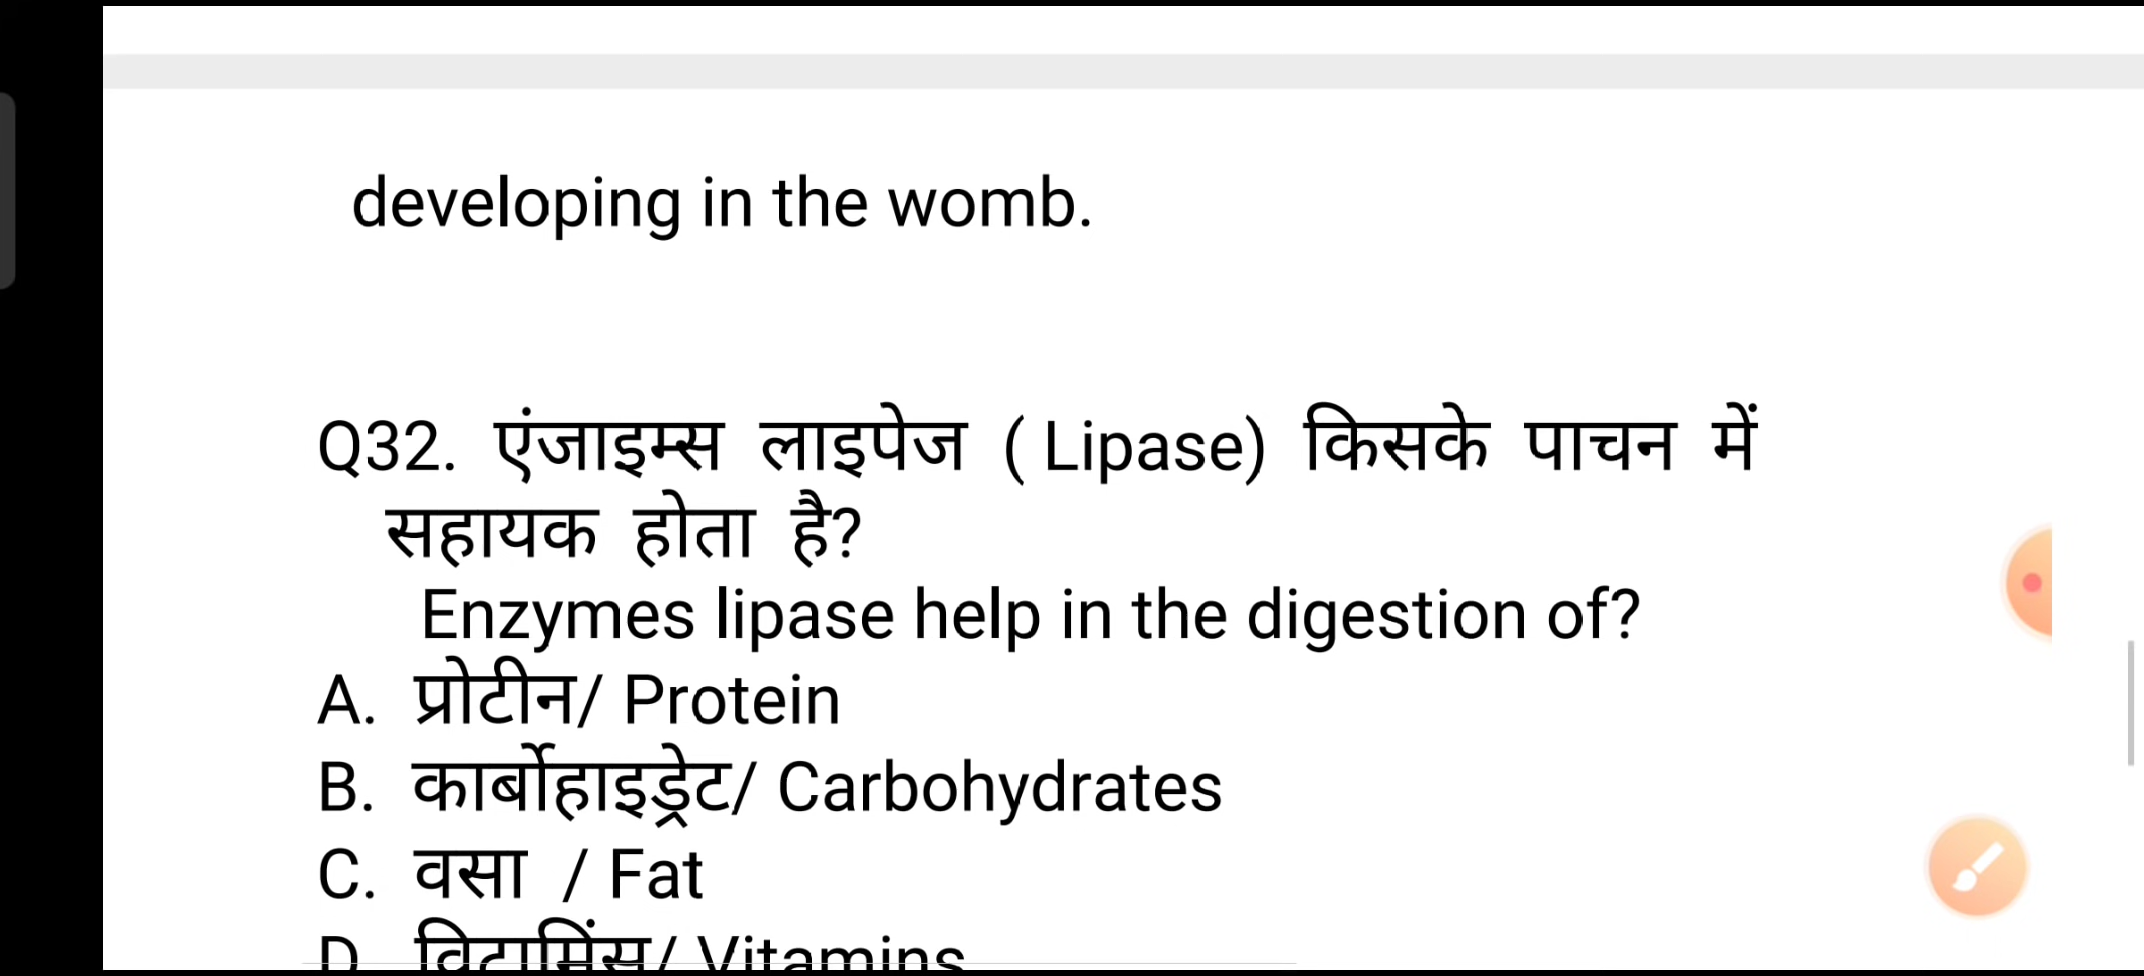 developing in the womb.
Q32. एंजाइम्स लाइपेज ( Lipase) किसके पाचन में
सहायक होता है?
Enzymes lipase help in the digestion of?
A. प्रोटीन/ Protein
B. कार्बोहाइड्रेट/ Carbohydrates
C. वसा / Fat
D. विटामिंस/ Vitamins